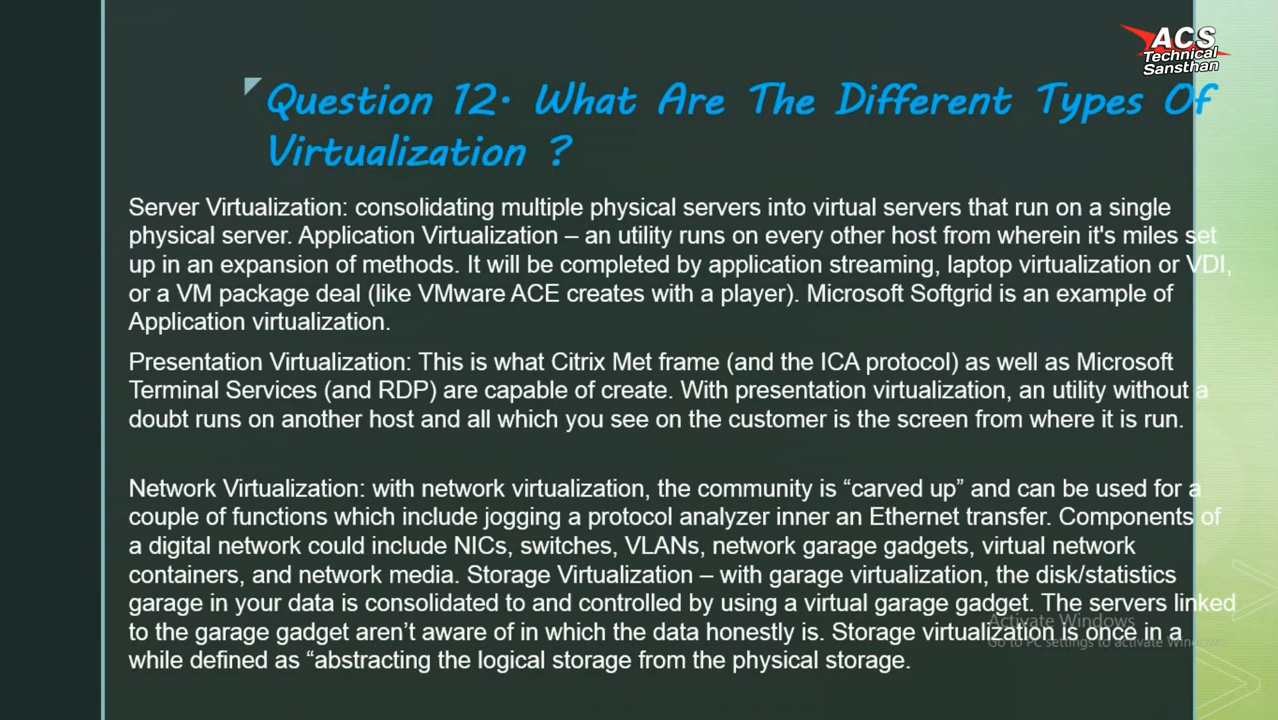 ACS
Technical
Sansthan
Question 12. What Are The Different Types Of
Virtualization ?
Server Virtualization: consolidating multiple physical servers into virtual servers that run on a single
physical server. Application Virtualization – an utility runs on every other host from wherein it's miles set
up in an expansion of methods. It will be completed by application streaming, laptop virtualization or VDI,
or a VM package deal (like VMware ACE creates with a player). Microsoft Softgrid is an example of
Application virtualization.
Presentation Virtualization: This is what Citrix Met frame (and the ICA protocol) as well as Microsoft
Terminal Services (and RDP) are capable of create. With presentation virtualization, an utility without a
doubt runs on another host and all which you see on the customer is the screen from where it is run.
Network Virtualization: with network virtualization, the community is “carved up” and can be used for a
couple of functions which include jogging a protocol analyzer inner an Ethernet transfer. Components of
a digital network could include NICs, switches, VLANs, network garage gadgets, virtual network
containers, and network media. Storage Virtualization – with garage virtualization, the disk/statistics
garage in your data is consolidated to and controlled by using a virtual garage gadget. The servers linked
to the garage gadget aren’t aware of in which the data honestly is. Storage virtualization is once in a
while defined as “abstracting the logical storage from the physical storage.
Activate Windows
Go to PC settings to activate Windows.